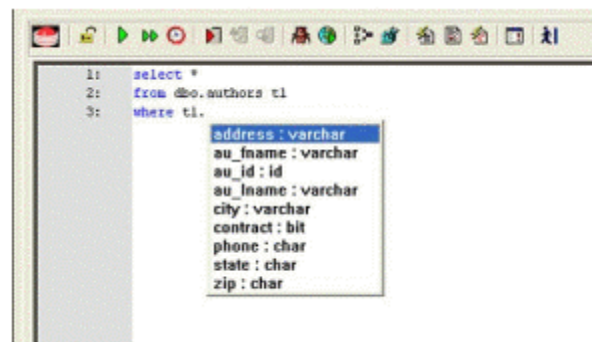 1: select *
2: from dbo.authors t1
3: where t1.
address : varchar
au_fname : varchar
au_id : id
au_lname : varchar
city : varchar
contract : bit
phone : char
state : char
zip : char